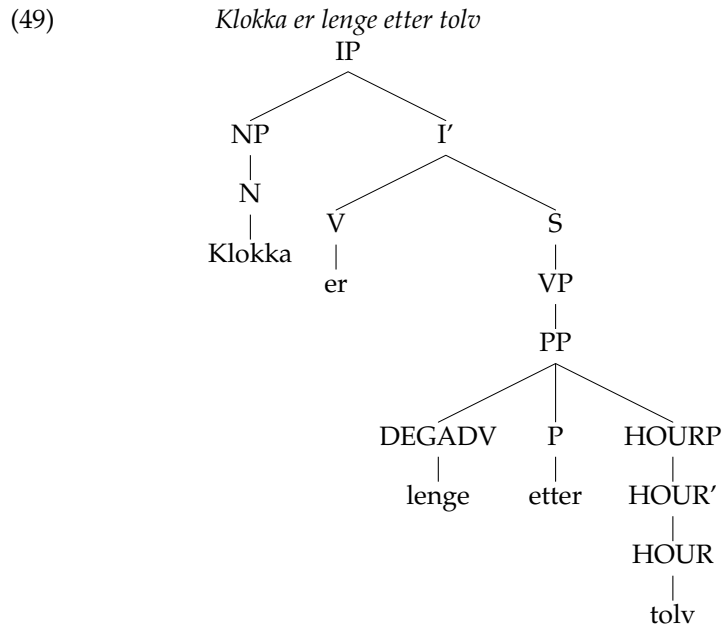 (49) Klokka er lenge etter tolv
IP
NP I’
N
V S
Klokka
er VP
PP
DEGADV P HOURP
lenge etter HOUR’
HOUR
tolv